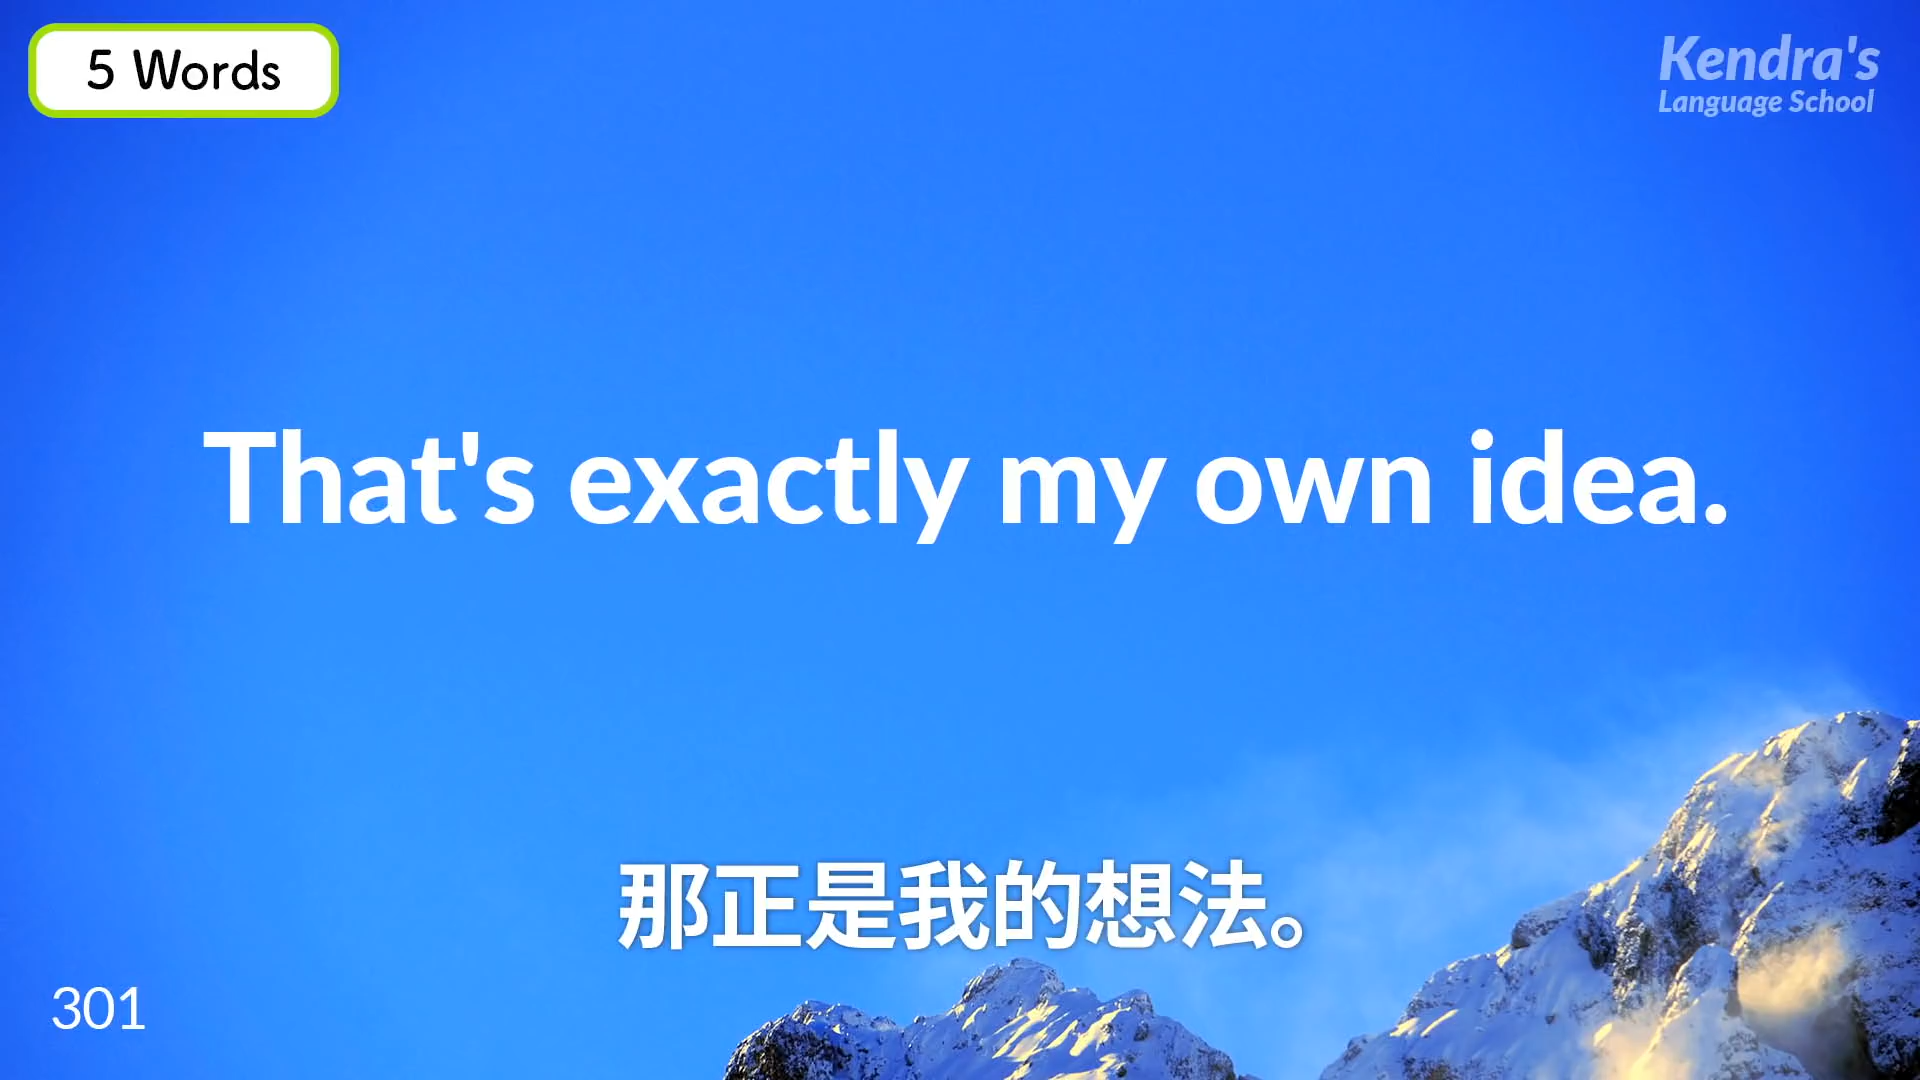 5 Words
Kendra's
Language School
That's exactly my own idea.
那正是我的想法。
301